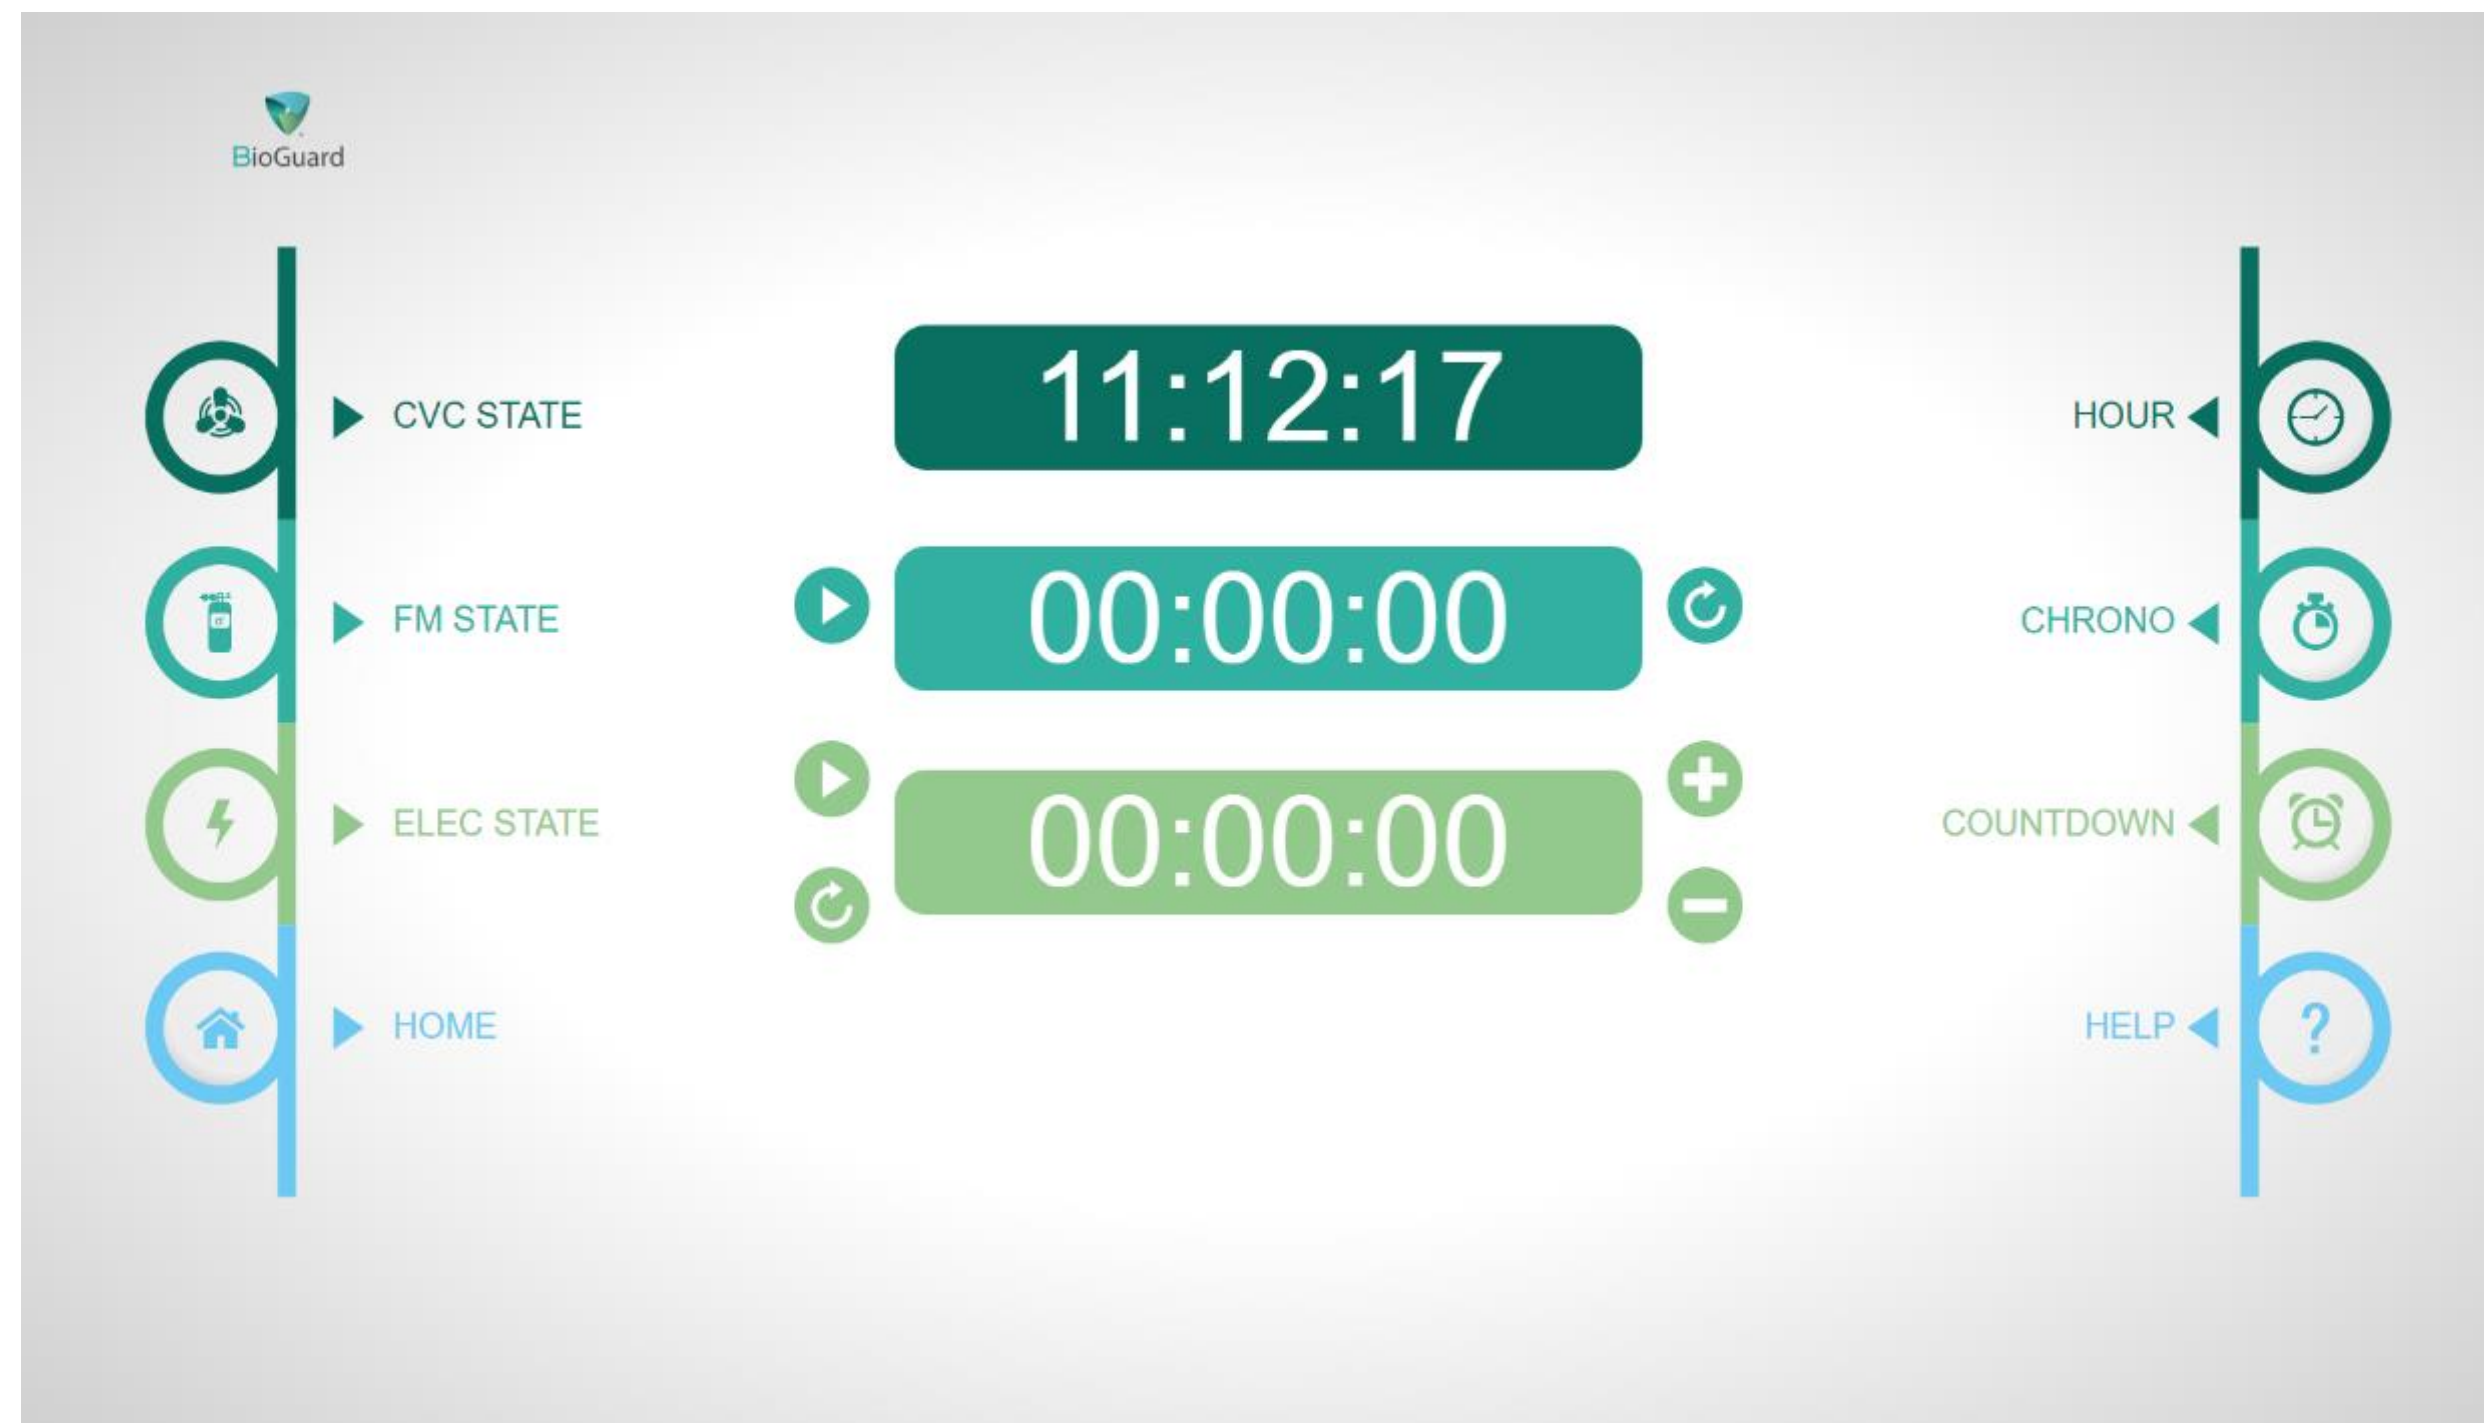 BioGuard
CVC STATE
11:12:17
HOUR
FM STATE
00:00:00
CHRONO
ELEC STATE
00:00:00
COUNTDOWN
HOME
HELP
?